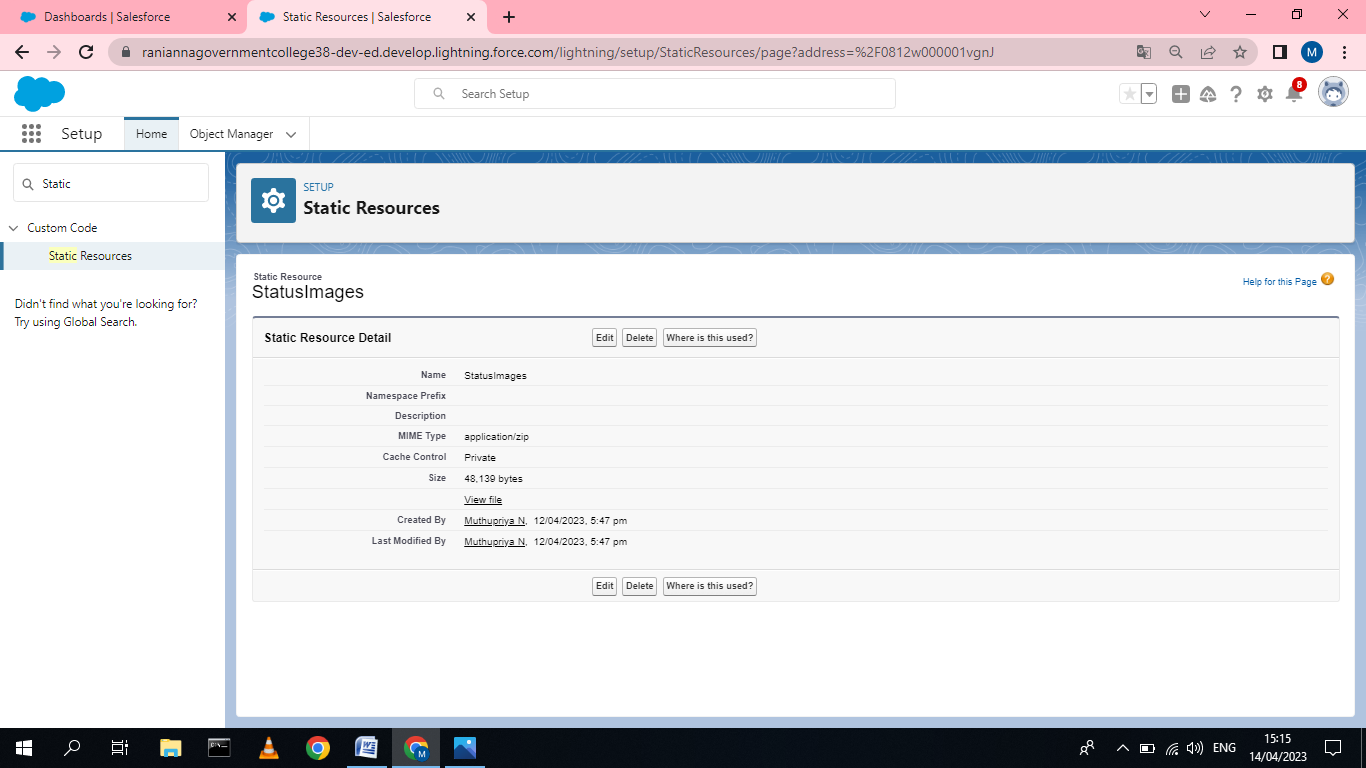 Dashboards | Salesforce
Static Resources | Salesforce
raniannagovernmentcollege38-dev-ed.develop.lightning.force.com/lightning/setup/StaticResources/page?address=%2F0812w000001vgnJ
M
Search Setup
8
Setup
Home
Object Manager
Static
Custom Code
Static Resources
Didn't find what you're looking for?
Try using Global Search.
SETUP
Static Resources
Static Resource
StatusImages
Help for this Page ?
Static Resource Detail
Edit Delete Where is this used?
Name StatusImages
Namespace Prefix
Description
MIME Type application/zip
Cache Control Private
Size 48,139 bytes
View file
Created By Muthupriya N, 12/04/2023, 5:47 pm
Last Modified By Muthupriya N, 12/04/2023, 5:47 pm
Edit Delete Where is this used?
M
ENG
15:15
14/04/2023